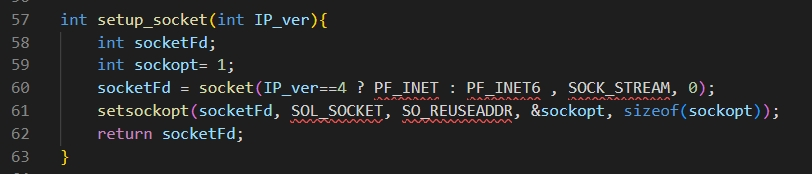 57 int setup_socket(int IP_ver){
58     int socketFd;
59     int sockopt= 1;
60     socketFd = socket(IP_ver==4 ? PF_INET : PF_INET6 , SOCK_STREAM, 0);
61     setsockopt(socketFd, SOL_SOCKET, SO_REUSEADDR, &sockopt, sizeof(sockopt));
62     return socketFd;
63 }